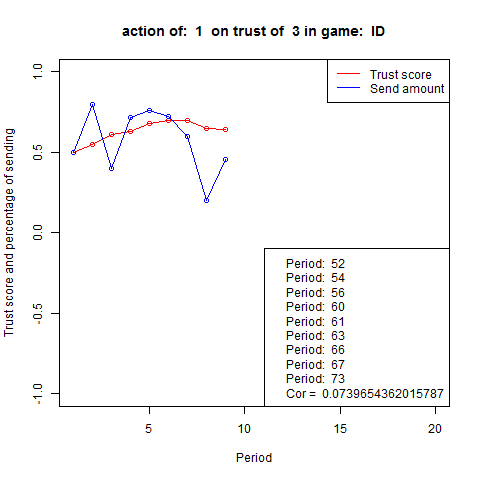 action of:  1  on trust of  3 in game:  ID
Trust score
Send amount
Trust score and percentage of sending
1.0
0.5
0.0
-0.5
-1.0
Period:  52
Period:  54
Period:  56
Period:  60
Period:  61
Period:  63
Period:  66
Period:  67
Period:  73
Cor =  0.0739654362015787
5 10 15 20
Period